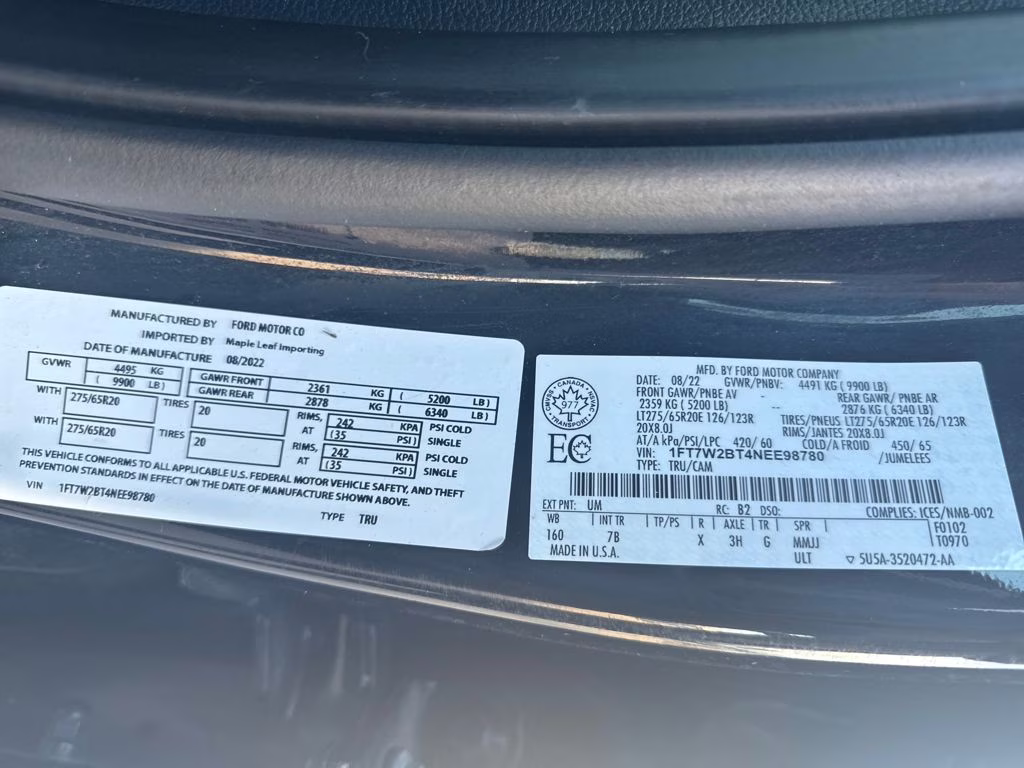 MANUFACTURED BY FORD MOTOR CO
IMPORTED BY Maple Leaf Importing
DATE OF MANUFACTURE 08/2022
GVWR 4495 KG
( 9900 LB )
GAWR FRONT 2361 KG ( 5200 LB )
GAWR REAR 2878 KG ( 6340 LB )
WITH 275/65R20 TIRES 20 RIMS, AT 242 KPA (35 PSI ) PSI COLD SINGLE
WITH 275/65R20 TIRES 20 RIMS, AT 242 KPA (35 PSI ) PSI COLD SINGLE
THIS VEHICLE CONFORMS TO ALL APPLICABLE U.S. FEDERAL MOTOR VEHICLE SAFETY, AND THEFT
PREVENTION STANDARDS IN EFFECT ON THE DATE OF MANUFACTURE SHOWN ABOVE.
VIN 1FT7W2BT4NEE98780
TYPE TRU
CANADA
977
TRANSPORT
EC
MFD. BY FORD MOTOR COMPANY
DATE: 08/22 GVWR/PNBV: 4491 KG ( 9900 LB)
FRONT GAWR/PNBE AV REAR GAWR/ PNBE AR
2359 KG ( 5200 LB) 2876 KG ( 6340 LB)
LT275/65R20E 126/123R TIRES/PNEUS LT275/65R20E 126/123R
20X8.0J RIMS/JANTES 20X8.0J
AT/A kPa/PSI/LPC 420/ 60 COLD/A FROID 450/ 65
VIN: 1FT7W2BT4NEE98780 /JUMELEES
TYPE: TRU/CAM
COMPLIES: ICES/NMB-002
EXT PNT: UM RC: B2 DSO:
F0102
T0970
WB INT TR TP/PS R AXLE TR SPR
160 7B X 3H G MMJJ
MADE IN U.S.A. ULT ▽ 5U5A-3520472-AA